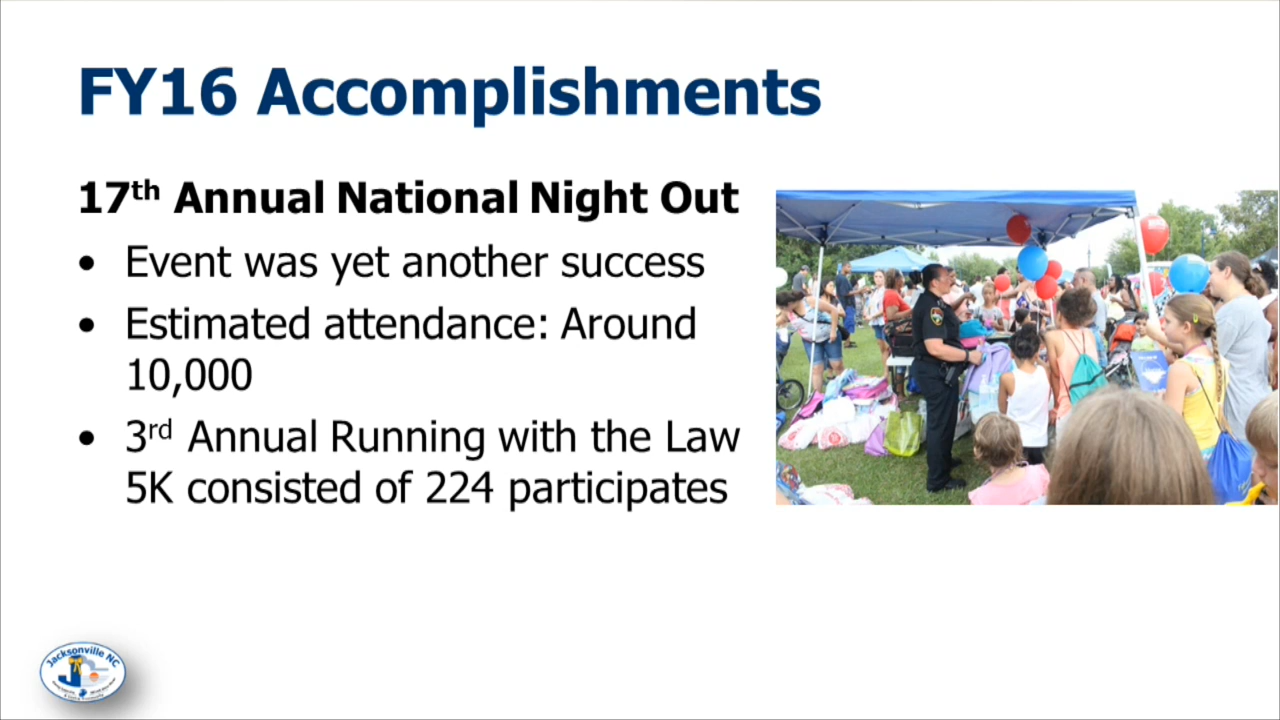 FY16 Accomplishments
17th Annual National Night Out
• Event was yet another success
• Estimated attendance: Around
10,000
• 3rd Annual Running with the Law
5K consisted of 224 participates
Jacksonville NC